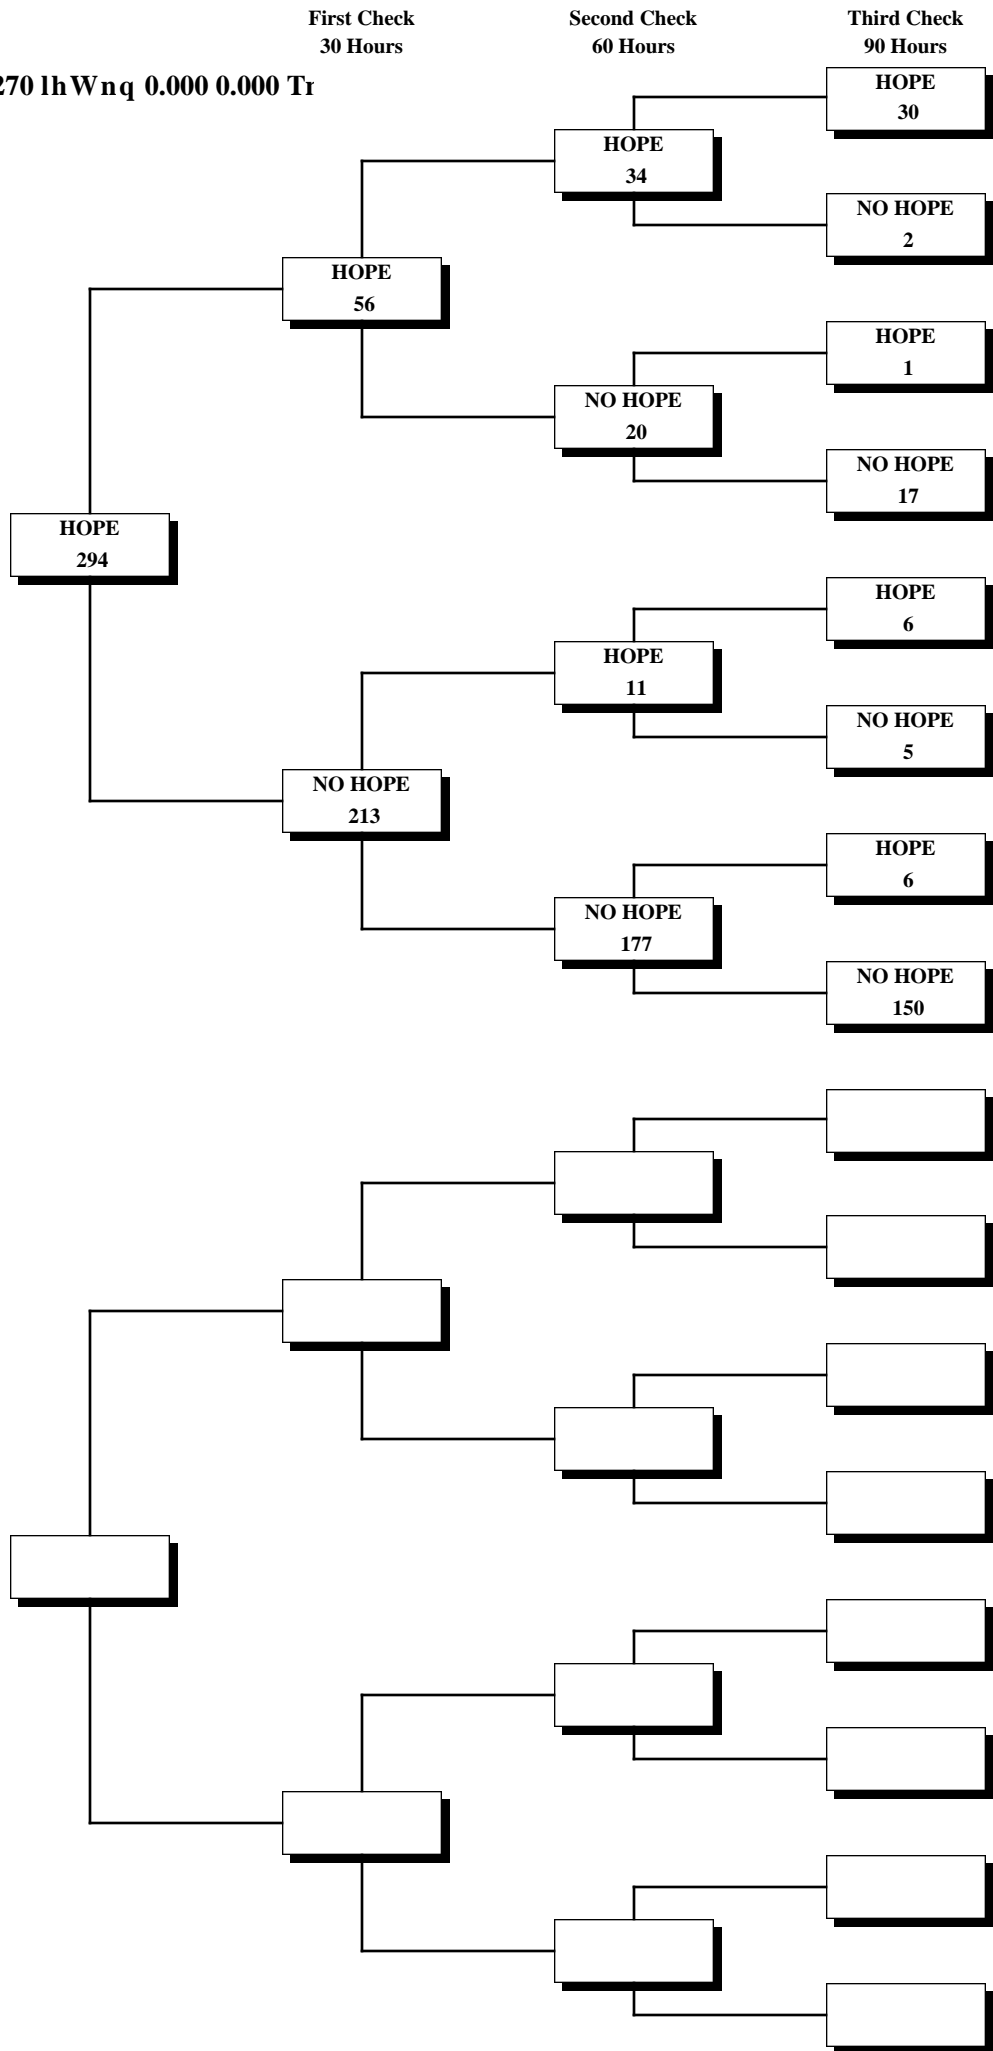 First Check
30 Hours
Second Check
60 Hours
Third Check
90 Hours
270 lhWnq 0.000 0.000 Tr
HOPE
30
HOPE
34
NO HOPE
2
HOPE
56
HOPE
1
NO HOPE
20
NO HOPE
17
HOPE
294
HOPE
6
HOPE
11
NO HOPE
5
NO HOPE
213
HOPE
6
NO HOPE
177
NO HOPE
150